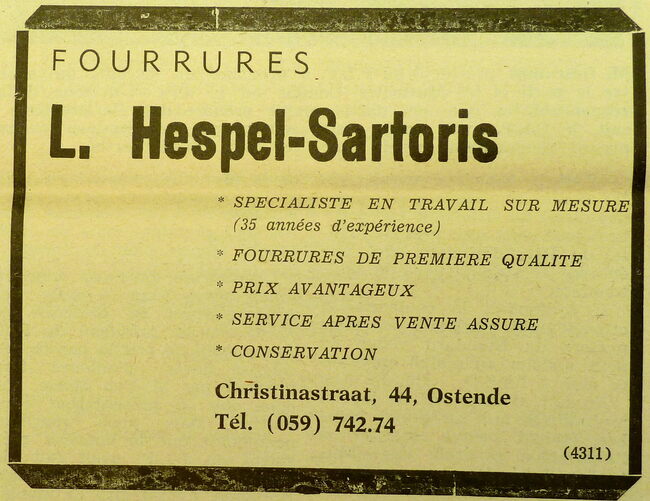 FOURRURES
L. Hespel-Sartoris
* SPECIALISTE EN TRAVAIL SUR MESURE
(35 années d'expérience)
* FOURRURES DE PREMIERE QUALITE
* PRIX AVANTAGEUX
* SERVICE APRES VENTE ASSURE
* CONSERVATION
Christinastraat, 44, Ostende
Tél. (059) 742.74
(4311)